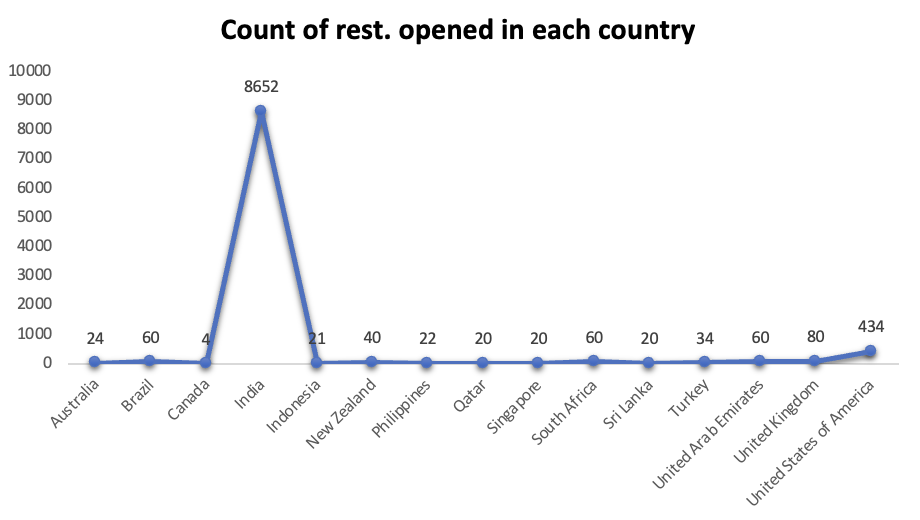 Count of rest. opened in each country
10000
9000
8000
7000
6000
5000
4000
3000
2000
1000
0
24
60
4
8652
21
40
22
20
20
60
20
34
60
80
434
Australia
Brazil
Canada
India
Indonesia
New Zealand
Philippines
Qatar
Singapore
South Africa
Sri Lanka
Turkey
United Arab Emirates
United Kingdom
United States of America